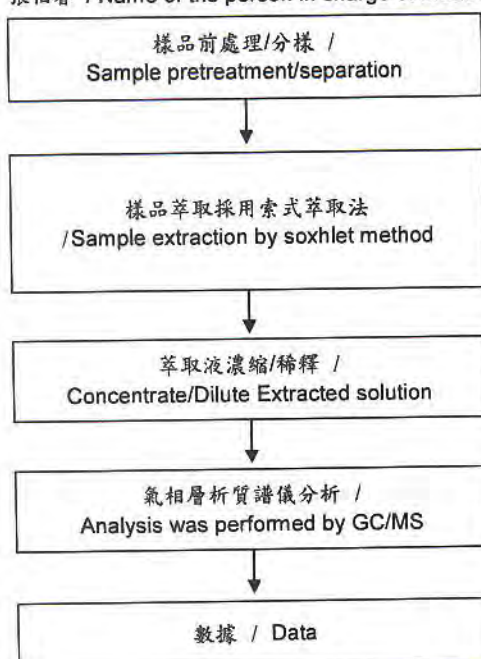 / Name of the person in charge of
樣品前處理/分樣 /
Sample pretreatment/separation
樣品萃取採用索式萃取法
/Sample extraction by soxhlet method
萃取液濃縮/稀釋 /
Concentrate/Dilute Extracted solution
氣相層析質譜儀分析 /
Analysis was performed by GC/MS
數據 / Data